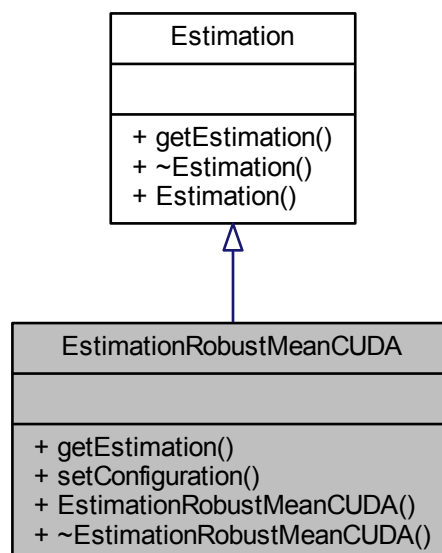 Estimation
+ getEstimation()
+ ~Estimation()
+ Estimation()
EstimationRobustMeanCUDA
+ getEstimation()
+ setConfiguration()
+ EstimationRobustMeanCUDA()
+ ~EstimationRobustMeanCUDA()